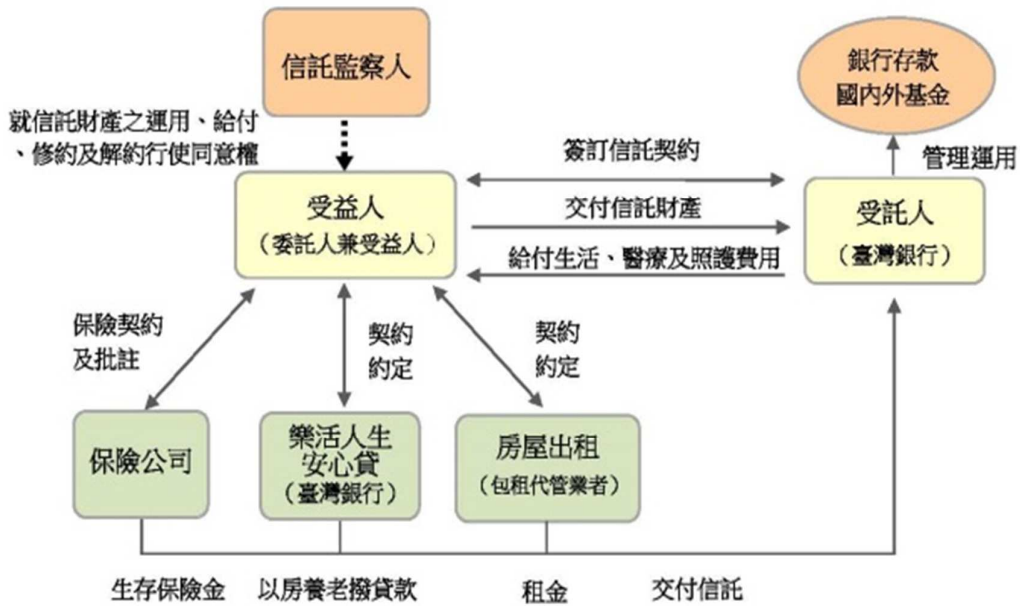 信託監察人
銀行存款
國內外基金
就信託財產之運用、給付
、修約及解約行使同意權
簽訂信託契約
管理運用
受益人
（委託人兼受益人）
交付信託財產
受託人
（臺灣銀行）
給付生活、醫療及照護費用
保險契約
及批註
契約
約定
契約
約定
保險公司
樂活人生
安心貸
（臺灣銀行）
房屋出租
（包租代管業者）
生存保險金
以房養老撥貸款
租金
交付信託